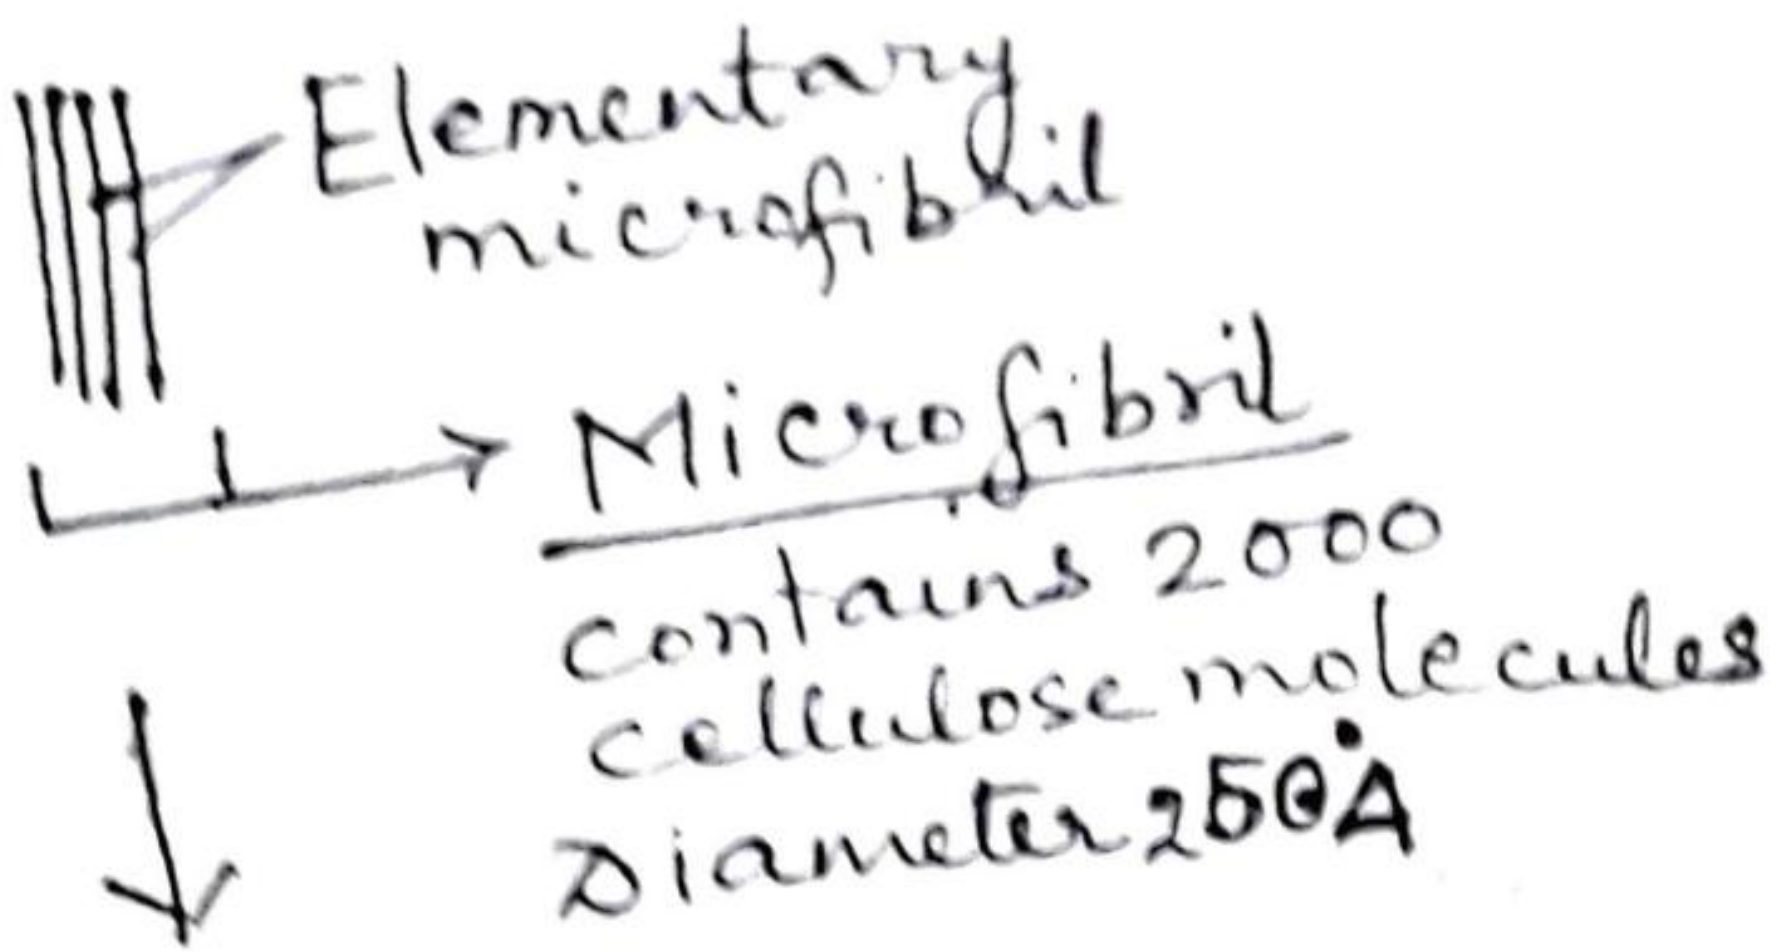 Elementary
microfibril
Microfibril
contains 2000
cellulose molecules
Diameter 250Å